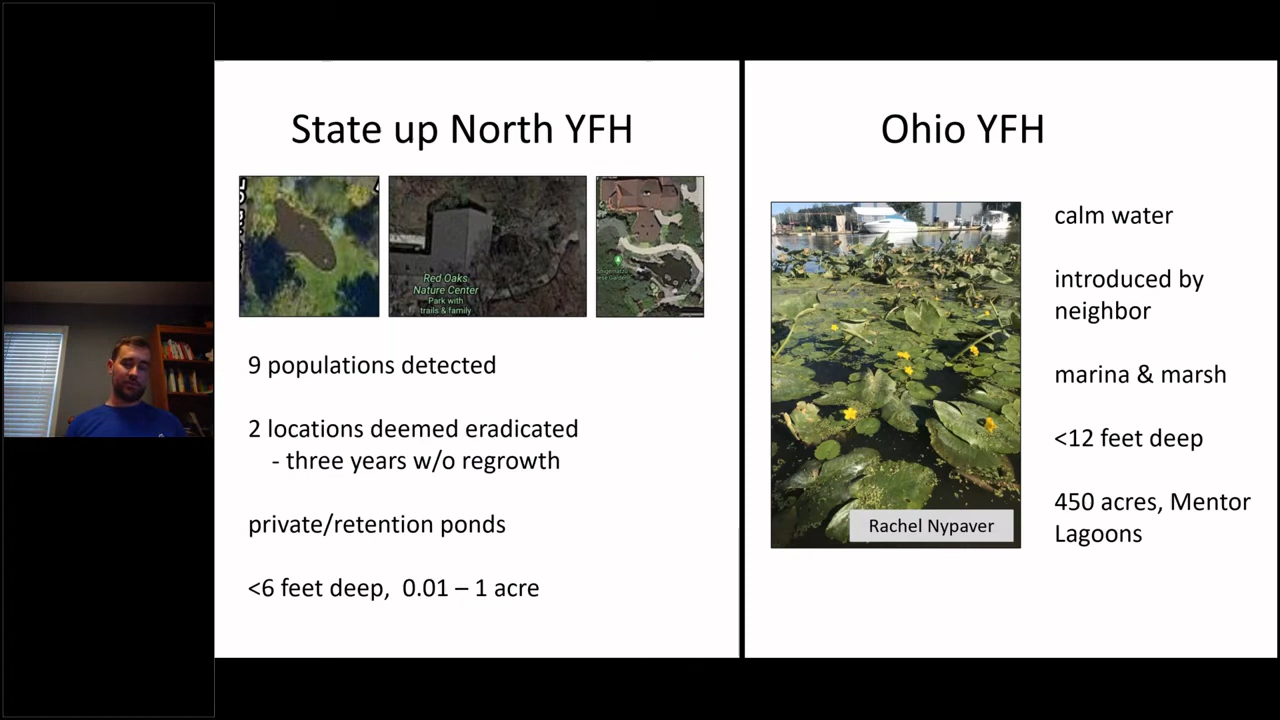 State up North YFH
Red Oaks
Nature Center
Park with
trails & family
9 populations detected
2 locations deemed eradicated
- three years w/o regrowth
private/retention ponds
<6 feet deep, 0.01 – 1 acre
Ohio YFH
Rachel Nypaver
calm water
introduced by
neighbor
marina & marsh
<12 feet deep
450 acres, Mentor
Lagoons